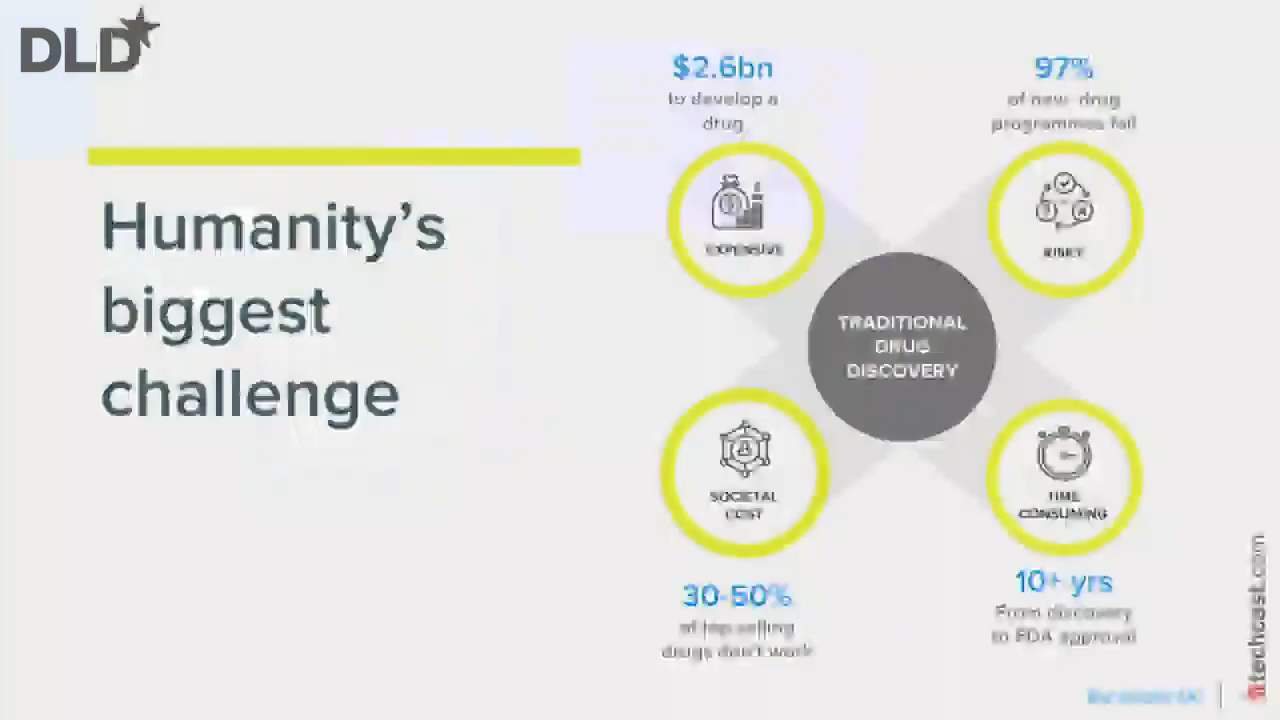 DLD
Humanity's
biggest
challenge
$2.6bn
to develop a
drug
EXPENSIVE
97%
of new drug
programmes fail
RISKY
TRADITIONAL
DRUG
DISCOVERY
SOCIETAL
COST
30-50%
of top selling
drugs don't work
TIME
CONSUMING
10+ yrs
From discovery
to FDA approval
techcast.com